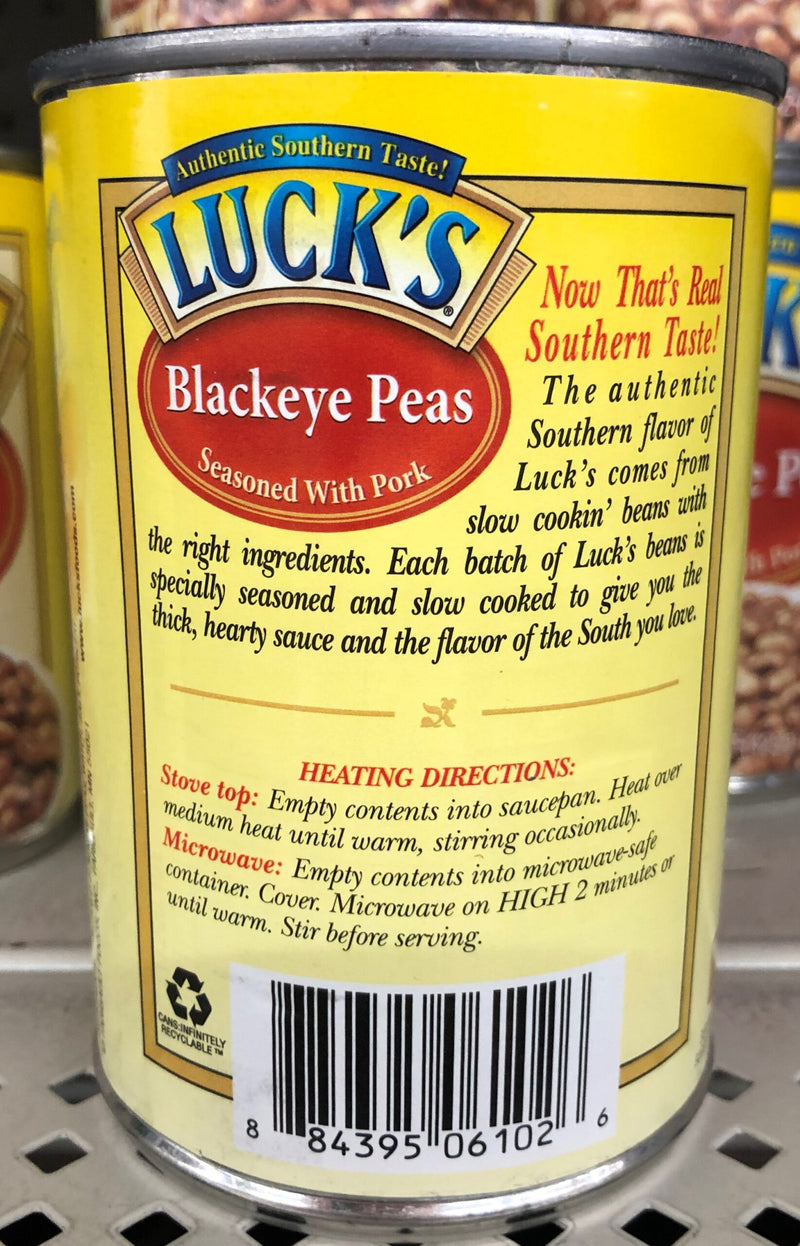 Authentic Southern Taste!
LUCK'S®
Blackeye Peas
Seasoned With Pork
Now That's Real
Southern Taste!
The authentic
Southern flavor of
Luck's comes from
slow cookin' beans with
the right ingredients. Each batch of Luck's beans is
specially seasoned and slow cooked to give you the
thick, hearty sauce and the flavor of the South you love.
HEATING DIRECTIONS:
Stove top: Empty contents into saucepan. Heat over
medium heat until warm, stirring occasionally.
Microwave: Empty contents into microwave-safe
container. Cover. Microwave on HIGH 2 minutes or
until warm. Stir before serving.
CANS:INFINITELY
RECYCLABLE™
8 84395 06102 6
www.lucksfoods.com